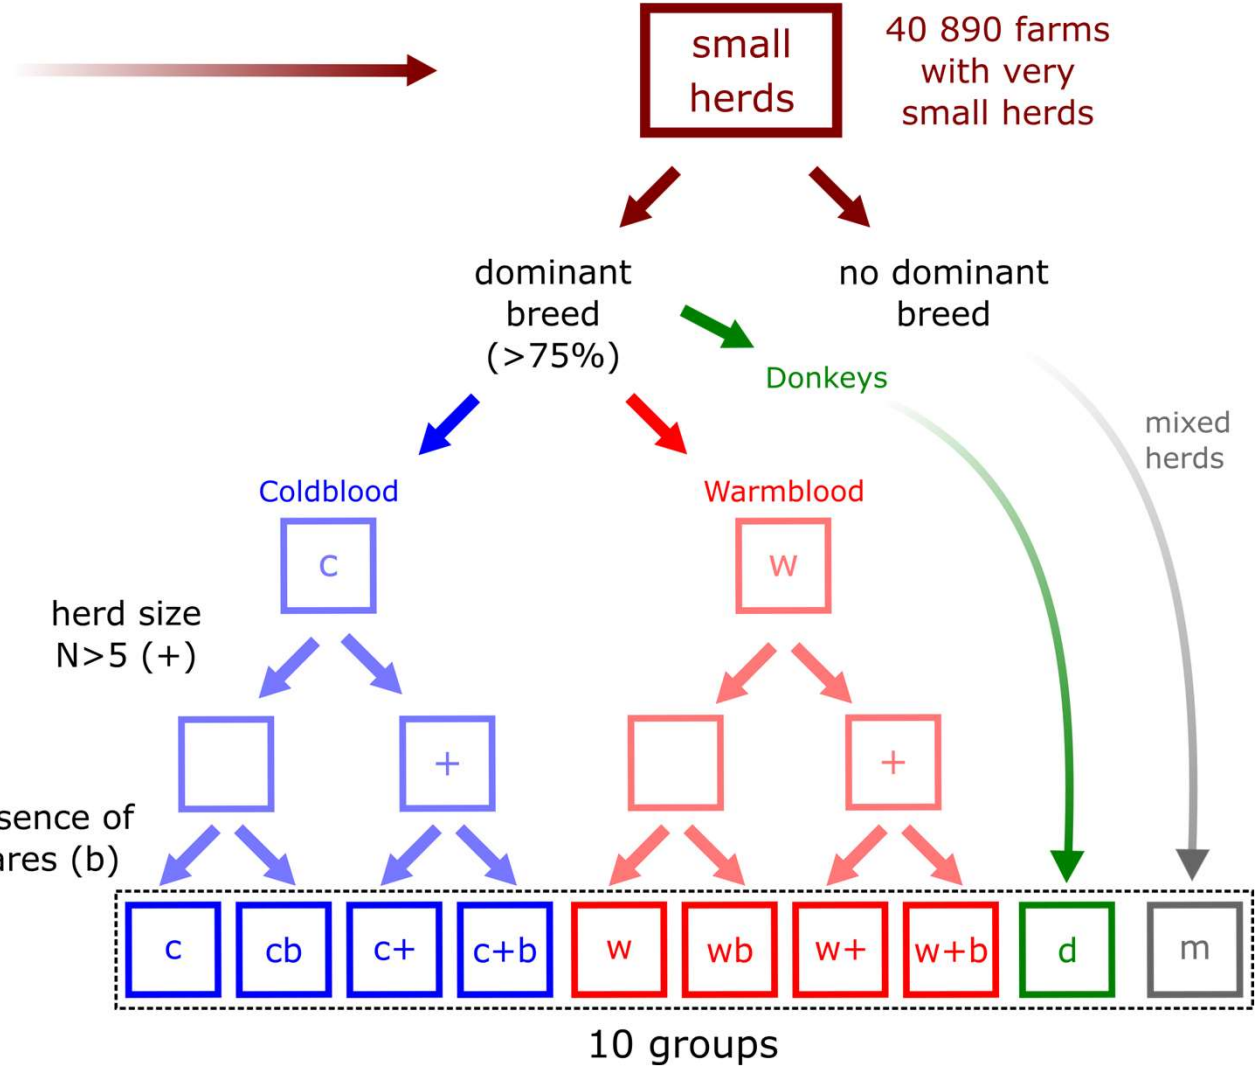 small
herds
40 890 farms
with very
small herds
dominant
breed
(>75%)
no dominant
breed
Donkeys
mixed
herds
Coldblood
Warmblood
c
w
herd size
N>5 (+)
+
+
of
(b)
c
cb
c+
c+b
w
wb
w+
w+b
d
m
10 groups